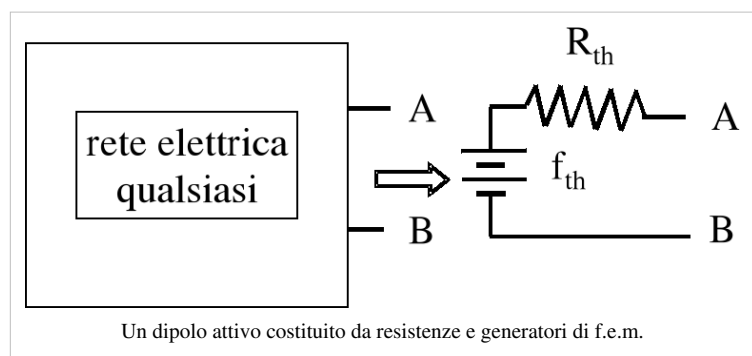 rete elettrica
qualsiasi
A
B
R_th
f_th
A
B
Un dipolo attivo costituito da resistenze e generatori di f.e.m.